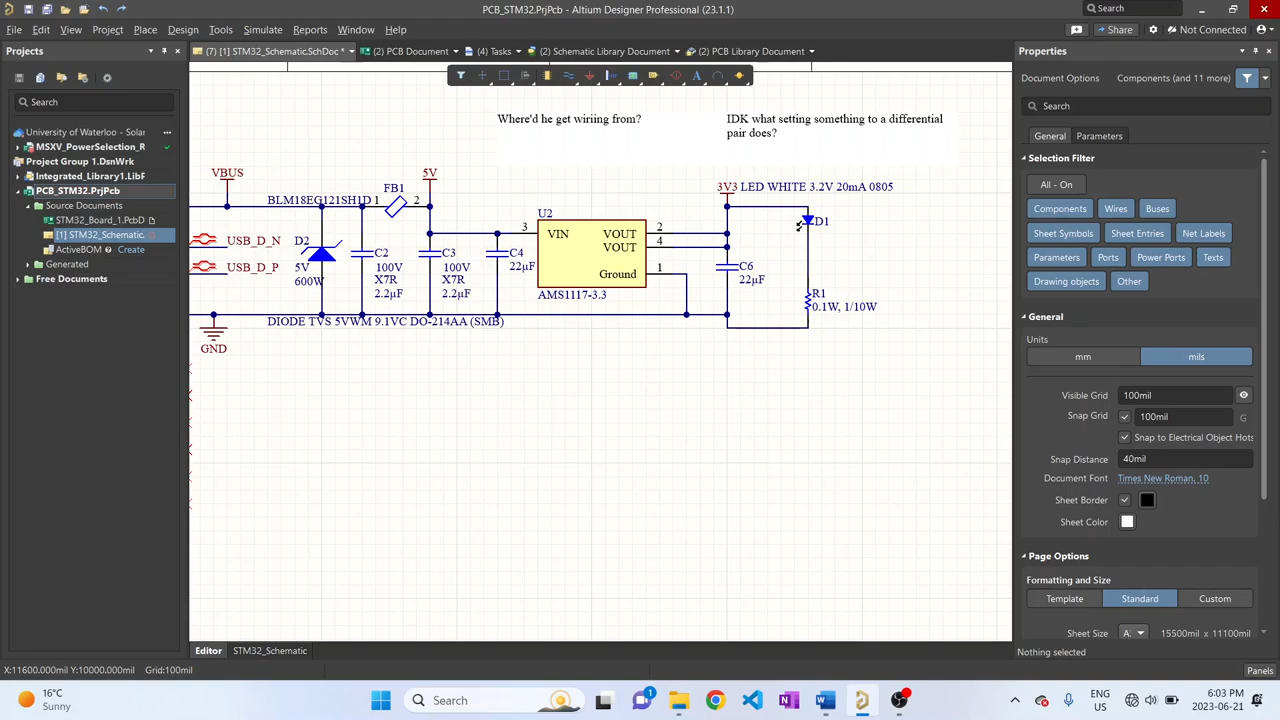 PCB_STM32.PrjPcb - Altium Designer Professional (23.1.1)
Search
File Edit View Project Place Design Tools Simulate Reports Window Help
Share
Not Connected
Projects
(7) [1] STM32_Schematic.SchDoc *
(2) PCB Document
(4) Tasks
(2) Schematic Library Document
(2) PCB Library Document
Properties
Document Options Components (and 11 more)
Search
Search
University of Waterloo - Solar
MSXV_PowerSelection_R
Project Group 1.DsnWrk
Integrated_Library1.LibP
PCB_STM32.PrjPcb
Source Documents
STM32_Board_1.PcbD
[1] STM32_Schematic.
ActiveBOM Create
Generated
Free Documents
Where'd he get wiriing from?
IDK what setting something to a differential
pair does?
VBUS
5V
FB1
BLM18EG121SH1D 1 2
3V3 LED WHITE 3.2V 20mA 0805
U2
D1
USB_D_N
USB_D_P
D2
5V
600W
C2
100V
X7R
2.2µF
C3
100V
X7R
2.2µF
C4
22µF
3 VIN VOUT 2
VOUT 4
Ground 1
AMS1117-3.3
C6
22µF
R1
0.1W, 1/10W
DIODE TVS 5VWM 9.1VC DO-214AA (SMB)
GND
General Parameters
Selection Filter
All - On
Components Wires Buses
Sheet Symbols Sheet Entries Net Labels
Parameters Ports Power Ports Texts
Drawing objects Other
General
Units
mm mils
Visible Grid 100mil
Snap Grid 100mil G
Snap to Electrical Object Hots
Snap Distance 40mil
Document Font Times New Roman, 10
Sheet Border
Sheet Color
Page Options
Formatting and Size
Template Standard Custom
Sheet Size 15500mil x 11100mil
Nothing selected
Editor STM32_Schematic
X:11600.000mil Y:10000.000mil Grid:100mil
Panels
16°C
Sunny
Search
1
ENG
US
6:03 PM
2023-06-21